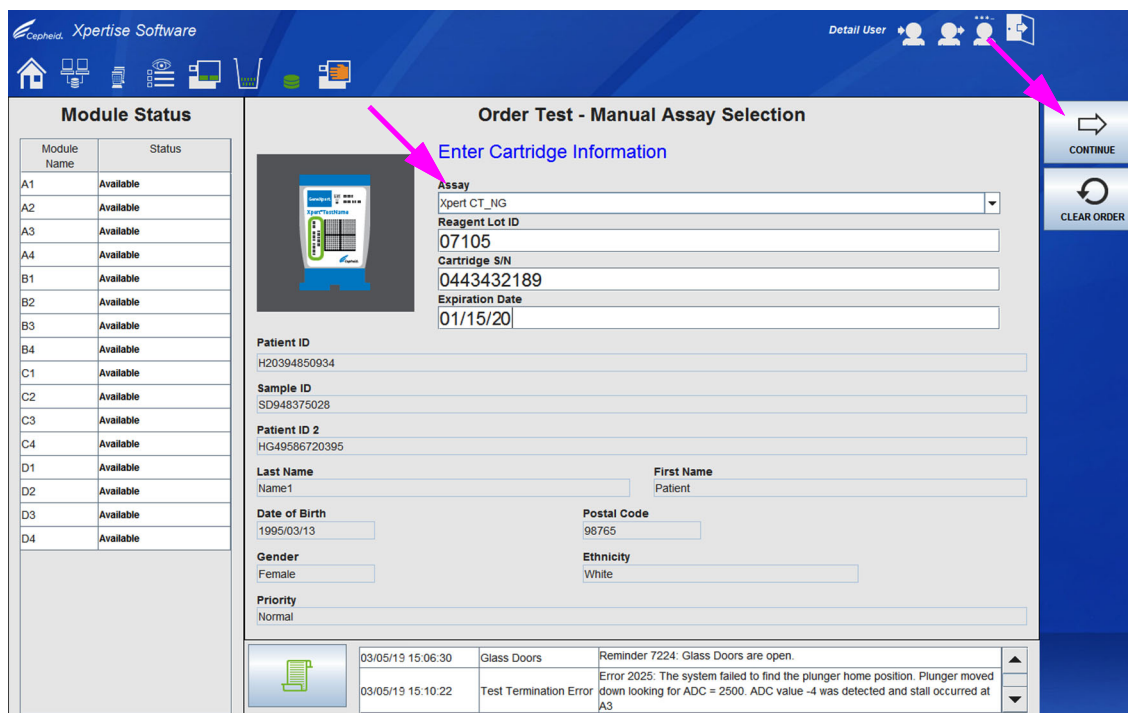 Cepheid. Xpertise Software
Detail User
Module Status
Module Name Status
A1 Available
A2 Available
A3 Available
A4 Available
B1 Available
B2 Available
B3 Available
B4 Available
C1 Available
C2 Available
C3 Available
C4 Available
D1 Available
D2 Available
D3 Available
D4 Available
Order Test - Manual Assay Selection
Enter Cartridge Information
GeneXpert
Xpert®TestName
Cepheid.
Assay
Xpert CT_NG
Reagent Lot ID
07105
Cartridge S/N
0443432189
Expiration Date
01/15/20
Patient ID
H20394850934
Sample ID
SD948375028
Patient ID 2
HG49586720395
Last Name First Name
Name1 Patient
Date of Birth Postal Code
1995/03/13 98765
Gender Ethnicity
Female White
Priority
Normal
03/05/19 15:06:30 Glass Doors Reminder 7224: Glass Doors are open.
03/05/19 15:10:22 Test Termination Error Error 2025: The system failed to find the plunger home position. Plunger moved
down looking for ADC = 2500. ADC value -4 was detected and stall occurred at
A3
CONTINUE
CLEAR ORDER